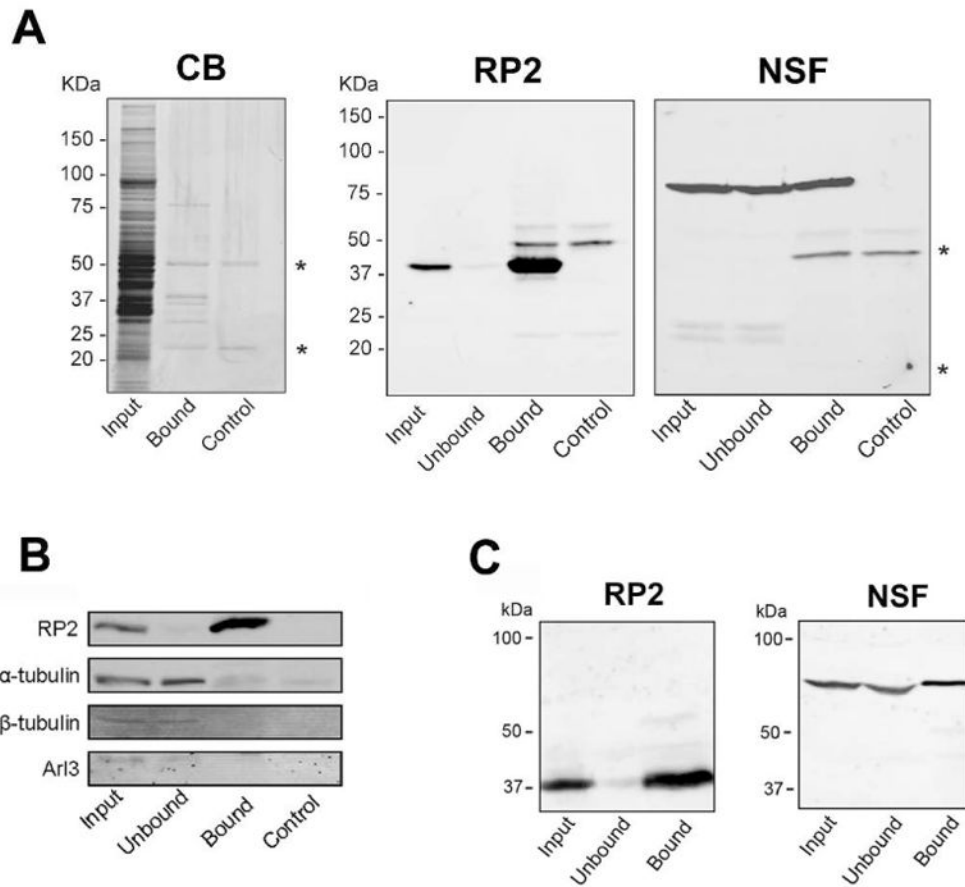 A
CB
RP2
NSF
KDa
150 -
100 -
75 -
50 -
37 -
25 -
20 -
*
*
Input
Bound
Control
KDa
150 -
100 -
75 -
50 -
37 -
20 -
Input
Unbound
Bound
Control
*
*
Input
Unbound
Bound
Control
B
RP2
α-tubulin
β-tubulin
Arl3
Input
Unbound
Bound
Control
C
RP2
NSF
kDa
100 -
50 -
37 -
Input
Unbound
Bound
kDa
100 -
50 -
37 -
Input
Unbound
Bound